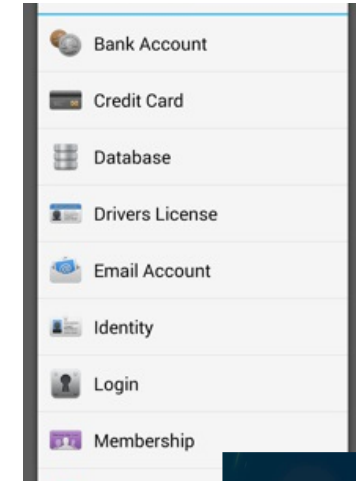 Bank Account
Credit Card
Database
Drivers License
Email Account
Identity
Login
Membership